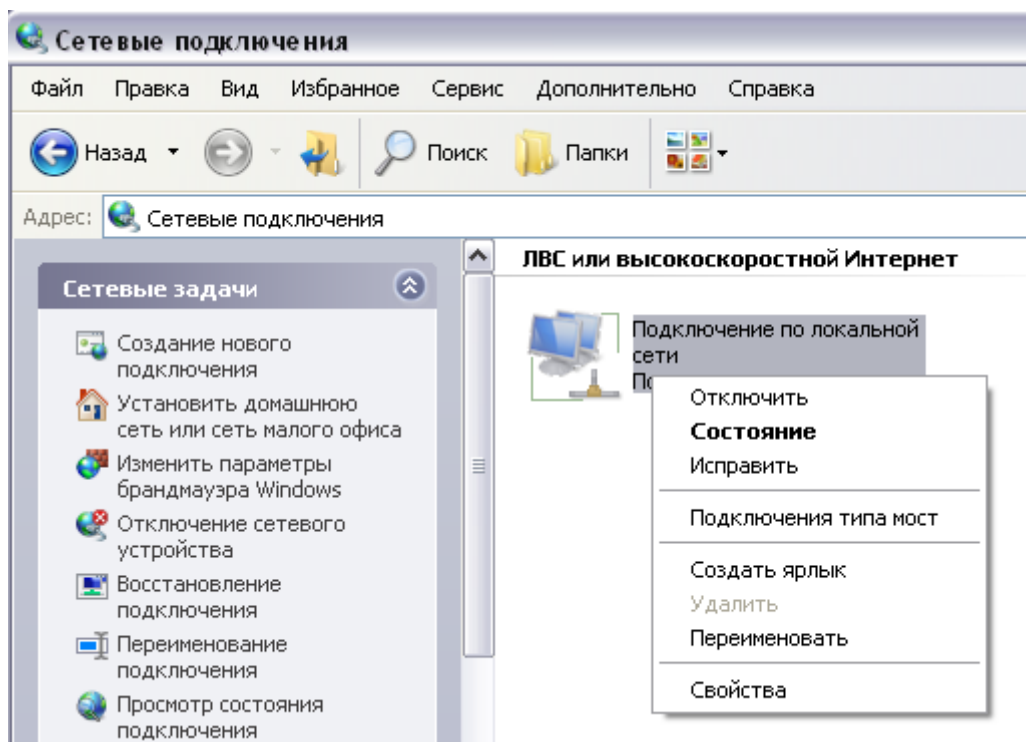 Сетевые подключения
Файл Правка Вид Избранное Сервис Дополнительно Справка
Назад Поиск Папки
Адрес: Сетевые подключения
Сетевые задачи
Создание нового
подключения
Установить домашнюю
сеть или сеть малого офиса
Изменить параметры
брандмауэра Windows
Отключение сетевого
устройства
Восстановление
подключения
Переименование
подключения
Просмотр состояния
подключения
ЛВС или высокоскоростной Интернет
Подключение по локальной
сети
Отключить
Состояние
Исправить
Подключения типа мост
Создать ярлык
Удалить
Переименовать
Свойства